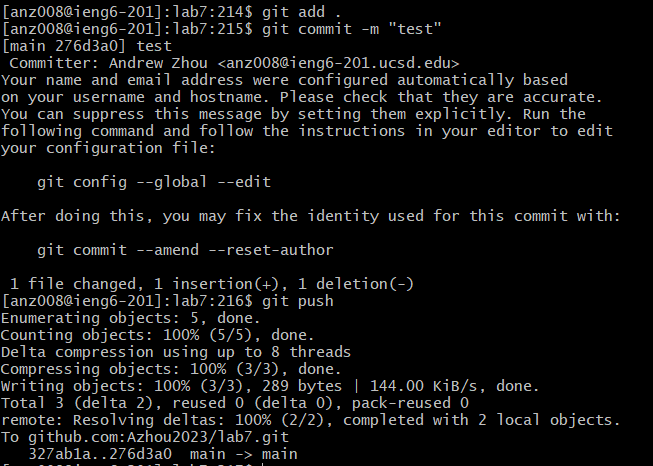 [anz008@ieng6-201]:lab7:214$ git add .
[anz008@ieng6-201]:lab7:215$ git commit -m "test"
[main 276d3a0] test
 Committer: Andrew Zhou <anz008@ieng6-201.ucsd.edu>
Your name and email address were configured automatically based
on your username and hostname. Please check that they are accurate.
You can suppress this message by setting them explicitly. Run the
following command and follow the instructions in your editor to edit
your configuration file:

    git config --global --edit

After doing this, you may fix the identity used for this commit with:

    git commit --amend --reset-author

 1 file changed, 1 insertion(+), 1 deletion(-)
[anz008@ieng6-201]:lab7:216$ git push
Enumerating objects: 5, done.
Counting objects: 100% (5/5), done.
Delta compression using up to 8 threads
Compressing objects: 100% (3/3), done.
Writing objects: 100% (3/3), 289 bytes | 144.00 KiB/s, done.
Total 3 (delta 2), reused 0 (delta 0), pack-reused 0
remote: Resolving deltas: 100% (2/2), completed with 2 local objects.
To github.com:Azhou2023/lab7.git
   327ab1a..276d3a0  main -> main